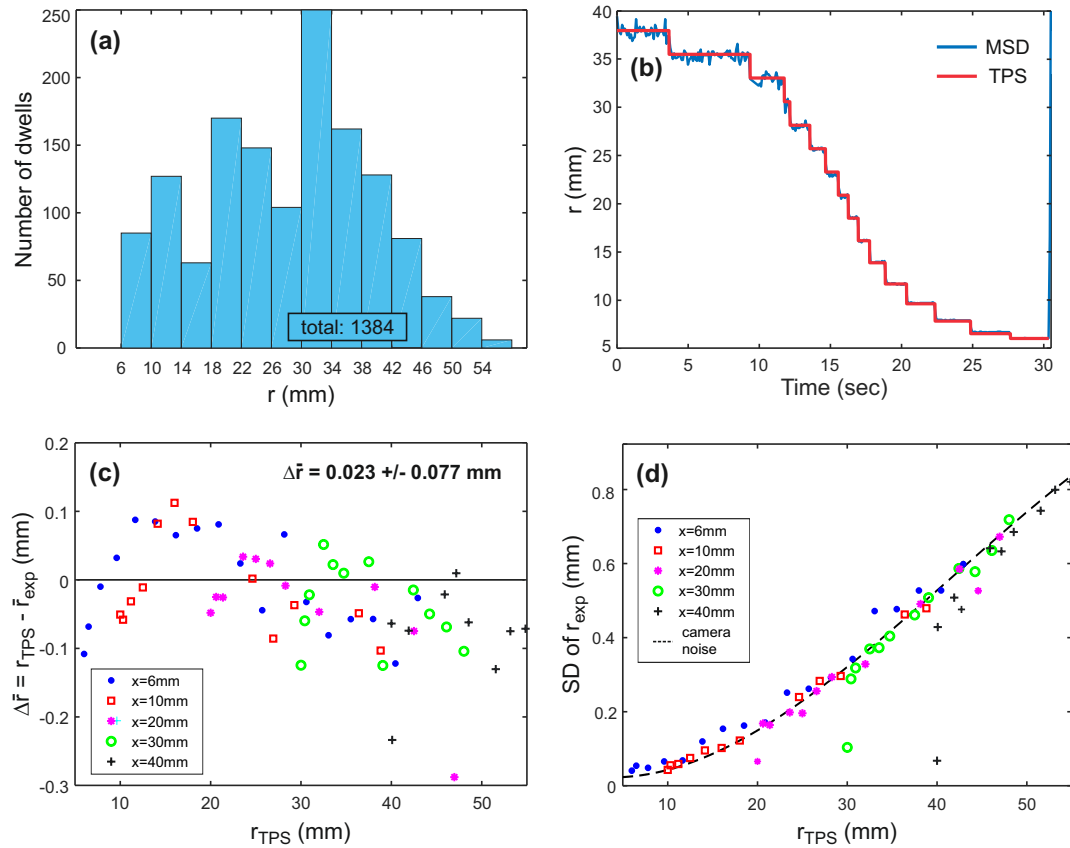 (a)
Number of dwells
250
200
150
100
50
0
6 10 14 18 22 26 30 34 38 42 46 50 54
total: 1384
r (mm)
(b)
r (mm)
40
35
30
25
20
15
10
5
0 5 10 15 20 25 30
MSD
TPS
Time (sec)
(c)
Δr̄ = 0.023 +/- 0.077 mm
Δr̄ = r̄TPS - r̄exp (mm)
0.2
0.1
0
-0.1
-0.2
-0.3
x=6mm
x=10mm
x=20mm
x=30mm
x=40mm
10 20 30 40 50
rTPS (mm)
(d)
SD of rexp (mm)
0.8
0.6
0.4
0.2
0
x=6mm
x=10mm
x=20mm
x=30mm
x=40mm
camera
noise
10 20 30 40 50
rTPS (mm)